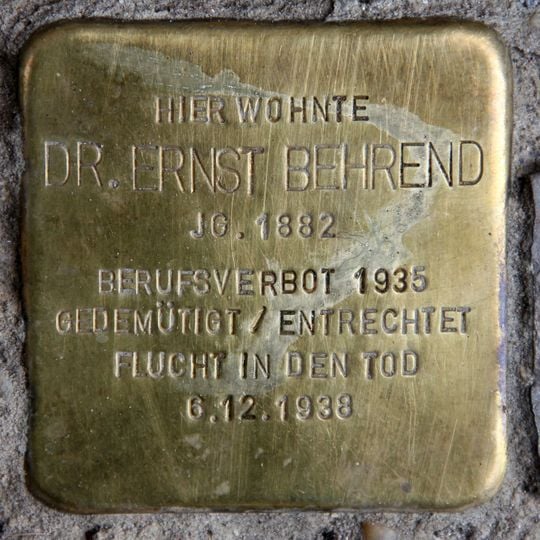 HIER WOHNTE
DR. ERNST BEHREND
JG. 1882
BERUFSVERBOT 1935
GEDEMÜTIGT / ENTRECHTET
FLUCHT IN DEN TOD
6.12.1938